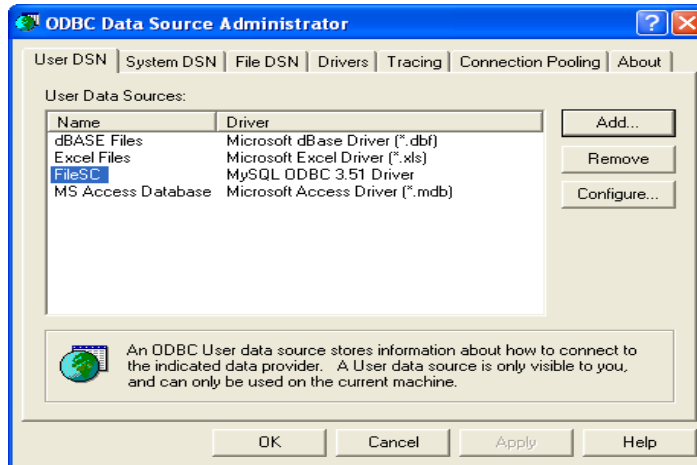 ODBC Data Source Administrator
User DSN System DSN File DSN Drivers Tracing Connection Pooling About
User Data Sources:
Name Driver
dBASE Files Microsoft dBase Driver (*.dbf)
Excel Files Microsoft Excel Driver (*.xls)
FileSC MySQL ODBC 3.51 Driver
MS Access Database Microsoft Access Driver (*.mdb)
Add...
Remove
Configure...
An ODBC User data source stores information about how to connect to
the indicated data provider. A User data source is only visible to you,
and can only be used on the current machine.
OK Cancel Apply Help